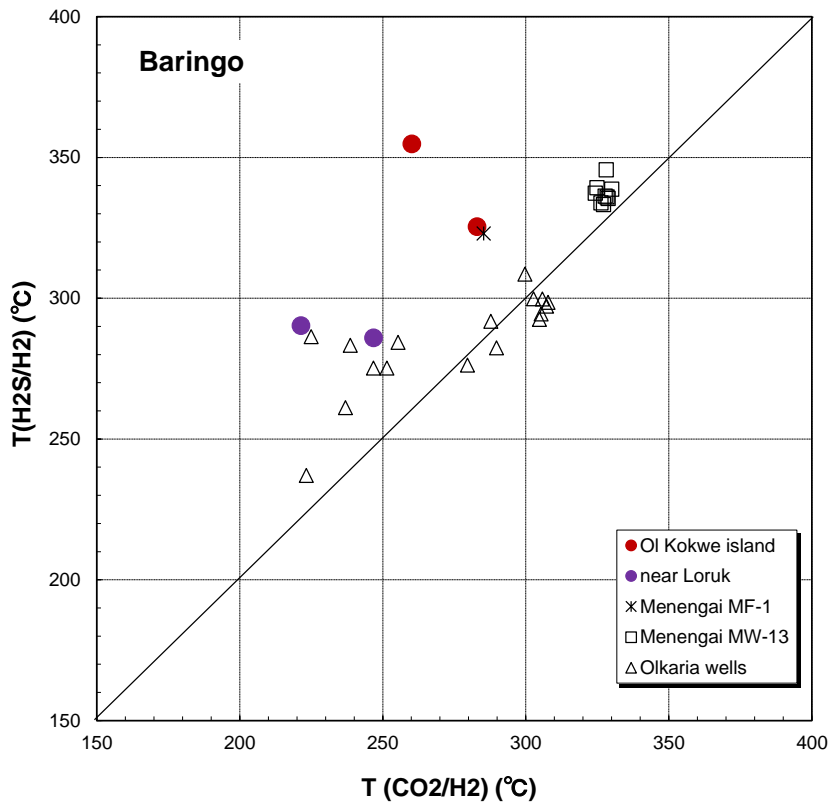 Baringo
400
350
300
250
200
150
T(H2S/H2) (°C)
150 200 250 300 350 400
T (CO2/H2) (°C)
Ol Kokwe island
near Loruk
Menengai MF-1
Menengai MW-13
Olkaria wells